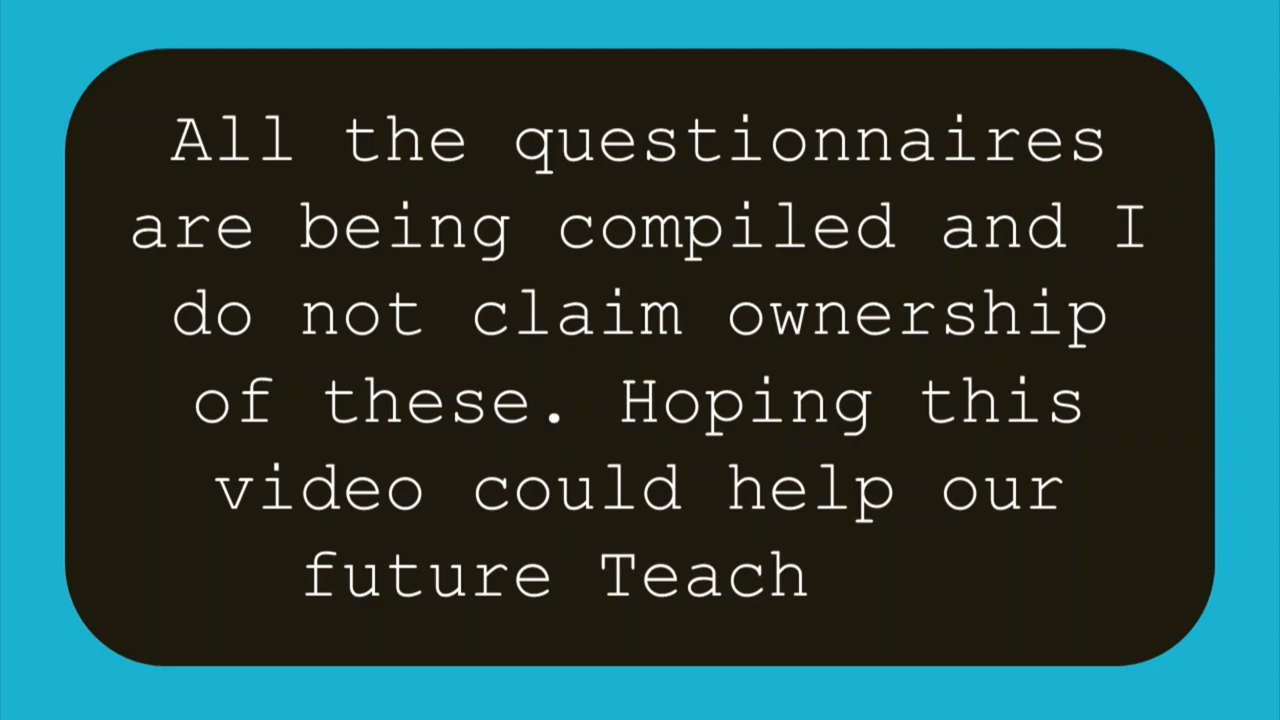 All the questionnaires
are being compiled and I
do not claim ownership
of these. Hoping this
video could help our
future Teach